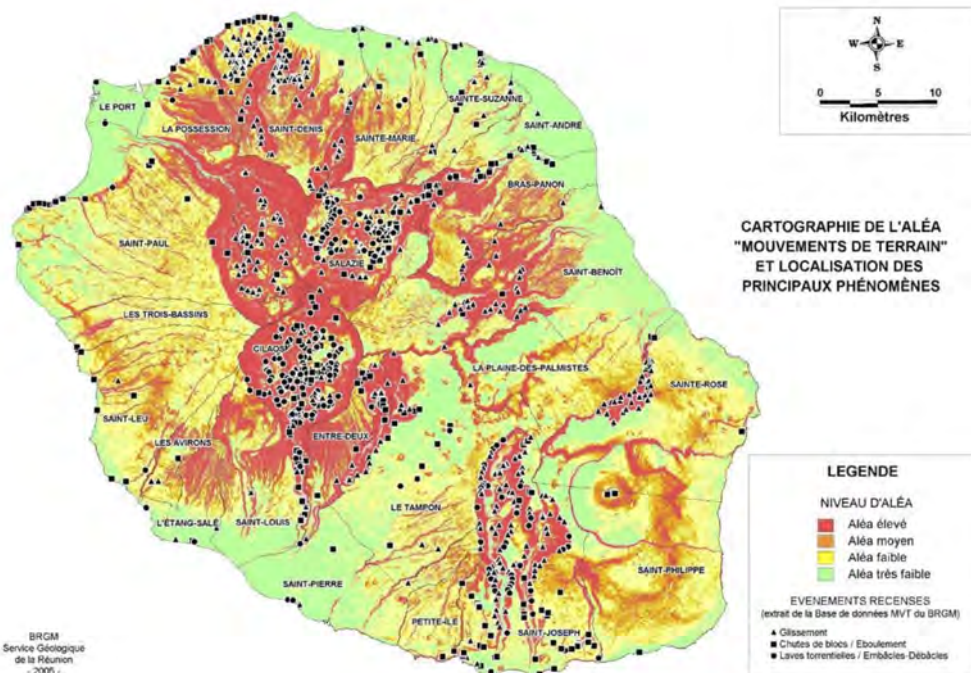 N
W E
S
0 5 10
Kilomètres
CARTOGRAPHIE DE L'ALÉA
"MOUVEMENTS DE TERRAIN"
ET LOCALISATION DES
PRINCIPAUX PHÉNOMÈNES
LE PORT
LA POSSESSION
SAINT-DENIS
SAINTE-MARIE
SAINTE-SUZANNE
SAINT-ANDRÉ
BRAS-PANON
SAINT-PAUL
SALAZIE
SAINT-BENOÎT
LES TROIS-BASSINS
CILAOS
LA PLAINE-DES-PALMISTES
SAINTE-ROSE
SAINT-LEU
LES AVIRONS
ENTRE-DEUX
L'ÉTANG-SALÉ
SAINT-LOUIS
LE TAMPON
SAINT-PIERRE
SAINT-PHILIPPE
PETITE-ILE
SAINT-JOSEPH
LEGENDE
NIVEAU D'ALÉA
Aléa élevé
Aléa moyen
Aléa faible
Aléa très faible
EVENEMENTS RECENSES
(extrait de la Base de données MVT du BRGM)
Glissement
Chutes de blocs / Eboulement
Laves torrentielles / Embâcles-Débâcles
BRGM
Service Géologique
de la Réunion
- 2005 -